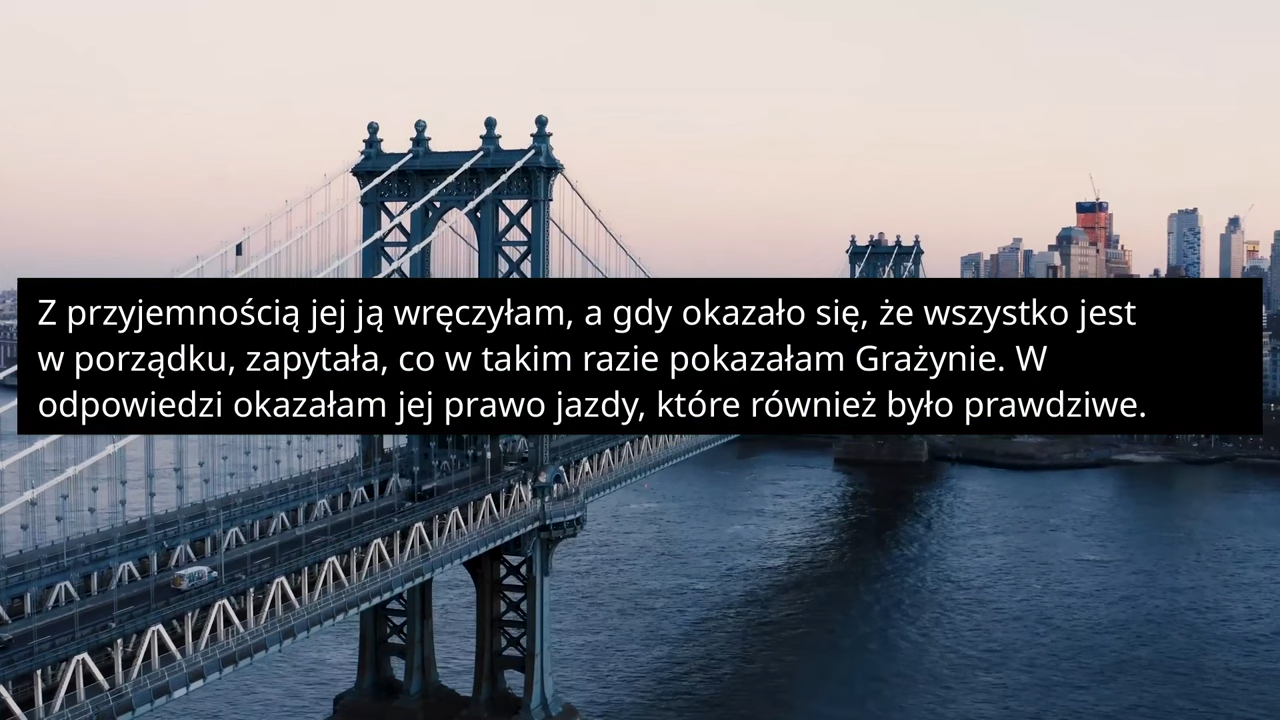 Z przyjemnością jej ją wręczyłam, a gdy okazało się, że wszystko jest
w porządku, zapytała, co w takim razie pokazałam Grażynie. W
odpowiedzi okazałam jej prawo jazdy, które również było prawdziwe.